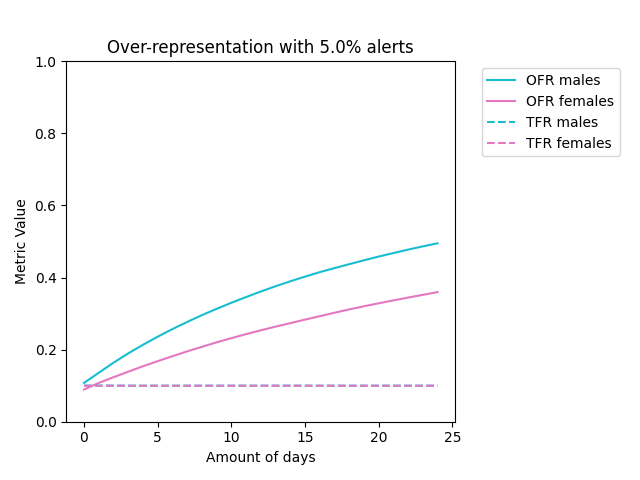 Over-representation with 5.0% alerts
1.0
0.8
0.6
0.4
0.2
0.0
Metric Value
0 5 10 15 20 25
Amount of days
OFR males
OFR females
TFR males
TFR females